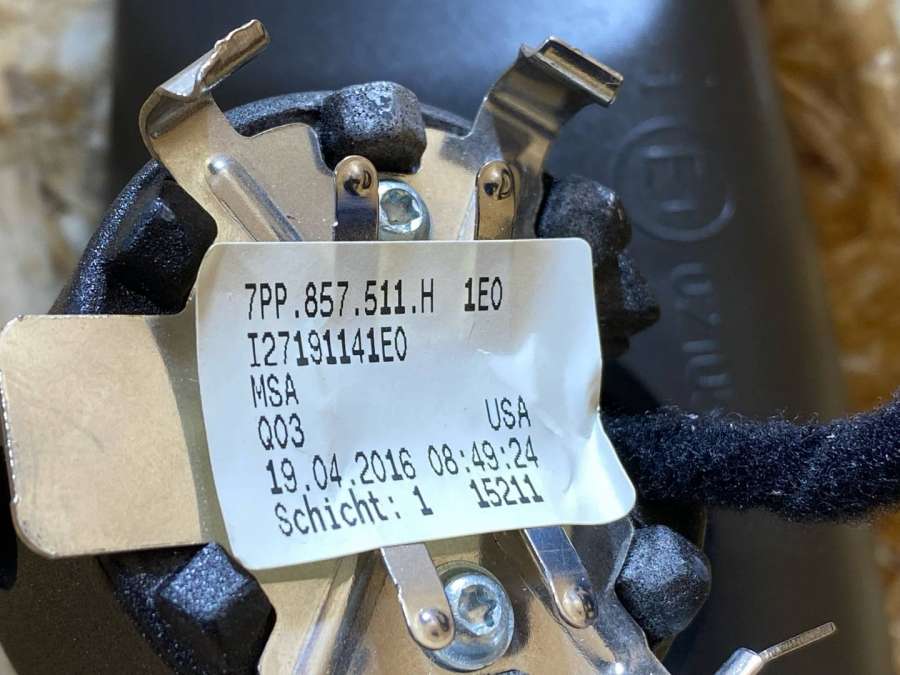 7PP.857.511.H 1E0
I27191141E0
MSA
Q03 USA
19.04.2016 08:49:24
Schicht: 1 15211